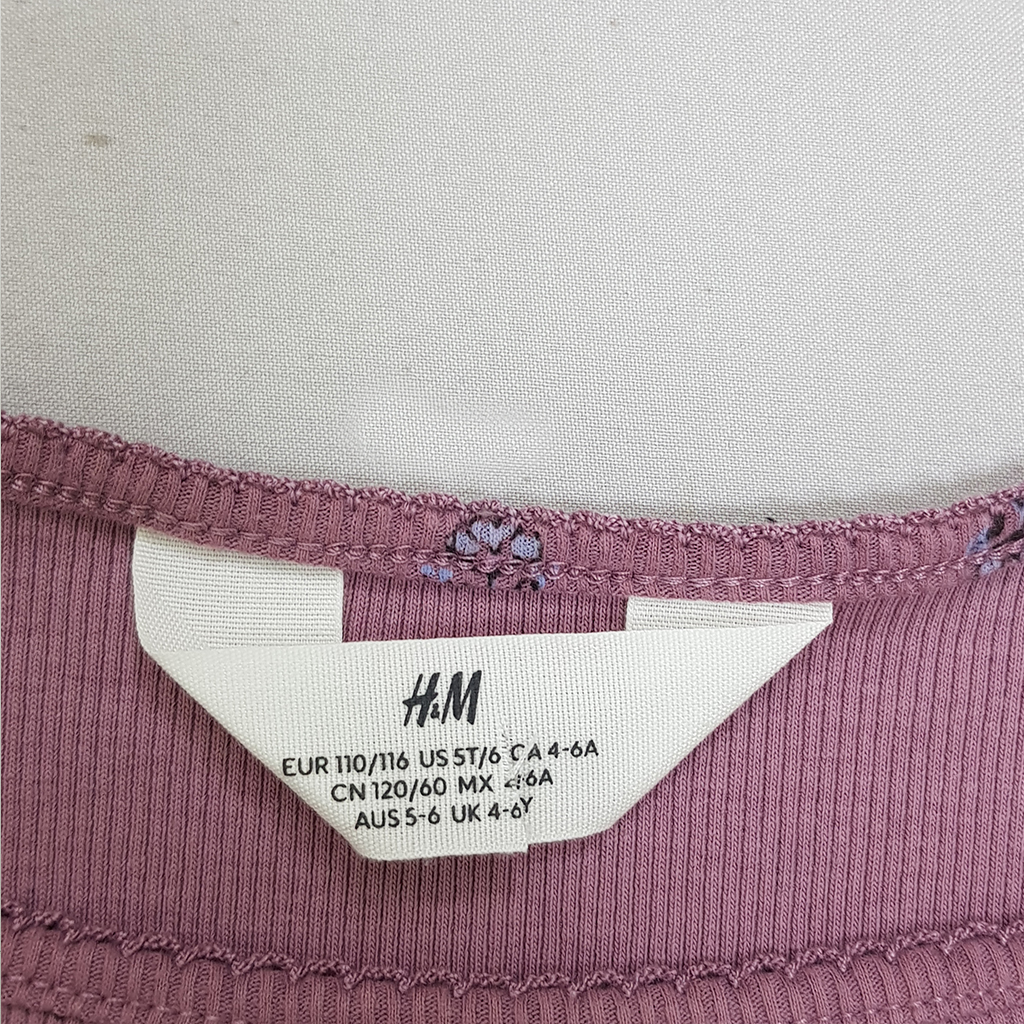 H&M
EUR 110/116 US 5T/6 CA 4-6A
CN 120/60 MX 4-6A
AUS 5-6 UK 4-6Y